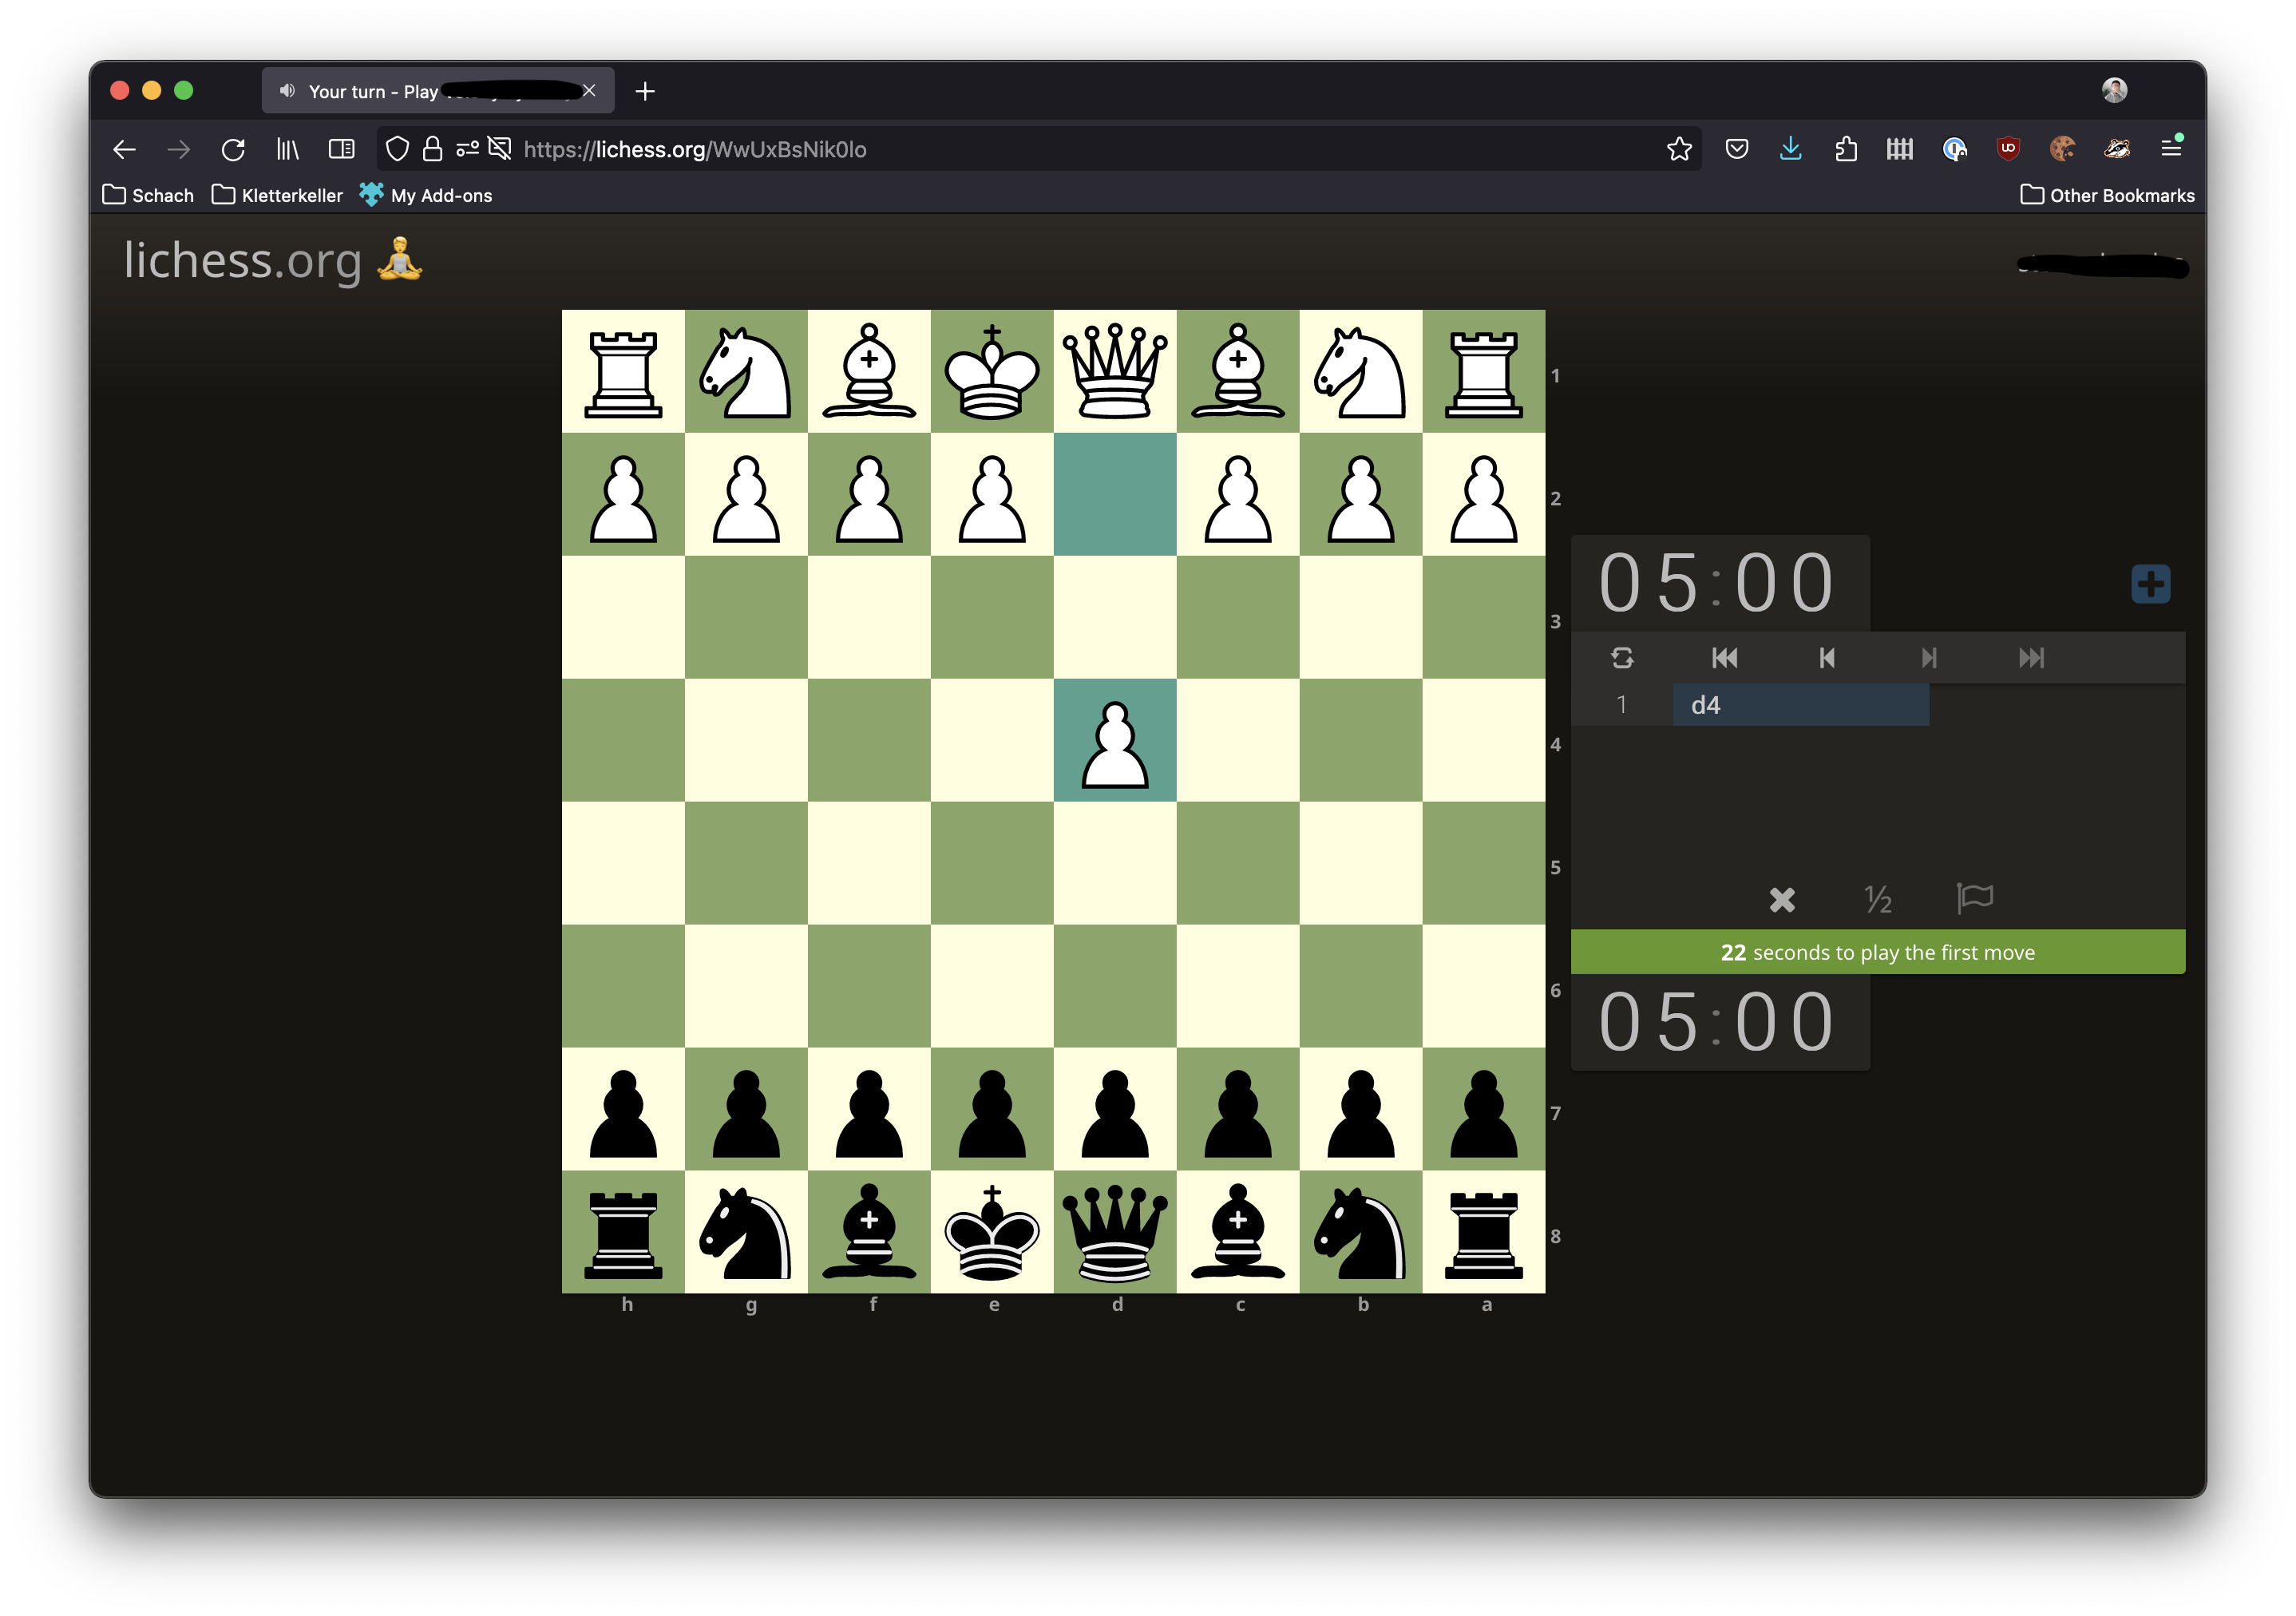 Your turn - Play
https://lichess.org/WwUxBsNik0lo
Schach Kletterkeller My Add-ons Other Bookmarks
lichess.org
1
2
3
4
5
6
7
8
05:00
1 d4
½
22 seconds to play the first move
05:00
h g f e d c b a